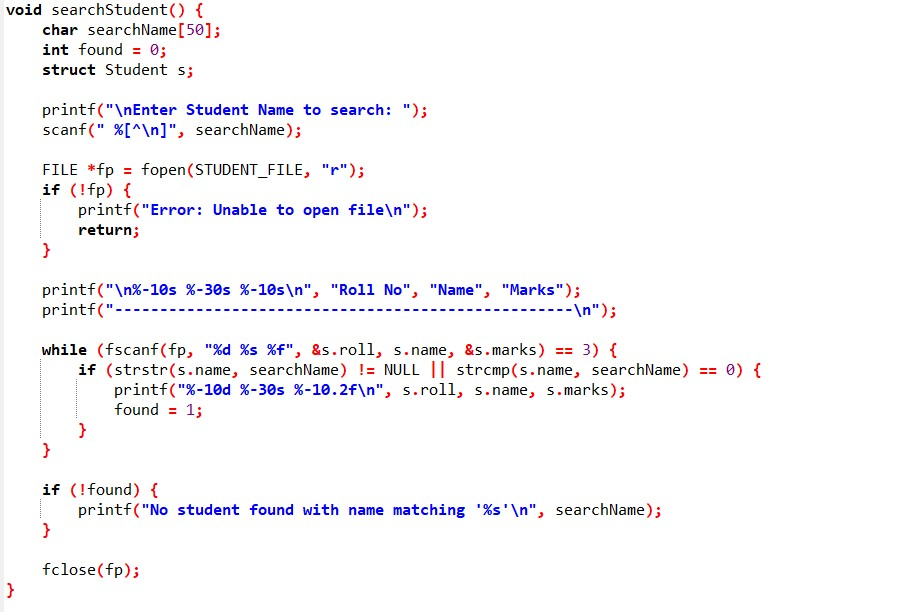 void searchStudent() {
    char searchName[50];
    int found = 0;
    struct Student s;

    printf("\nEnter Student Name to search: ");
    scanf(" %[^\n]", searchName);

    FILE *fp = fopen(STUDENT_FILE, "r");
    if (!fp) {
        printf("Error: Unable to open file\n");
        return;
    }

    printf("\n%-10s %-30s %-10s\n", "Roll No", "Name", "Marks");
    printf("---------------------------------------------------\n");

    while (fscanf(fp, "%d %s %f", &s.roll, s.name, &s.marks) == 3) {
        if (strstr(s.name, searchName) != NULL || strcmp(s.name, searchName) == 0) {
            printf("%-10d %-30s %-10.2f\n", s.roll, s.name, s.marks);
            found = 1;
        }
    }

    if (!found) {
        printf("No student found with name matching '%s'\n", searchName);
    }

    fclose(fp);
}